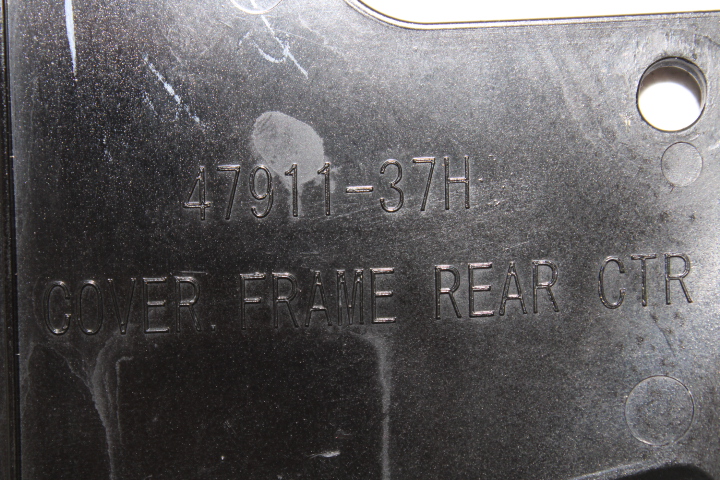 47911-37H
COVER. FRAME REAR CTR